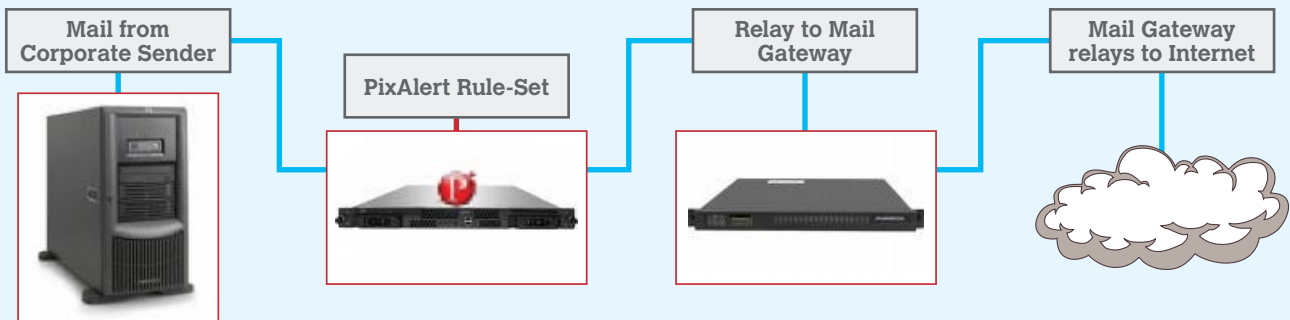 Mail from
Corporate Sender
PixAlert Rule-Set
Relay to Mail
Gateway
Mail Gateway
relays to Internet
P